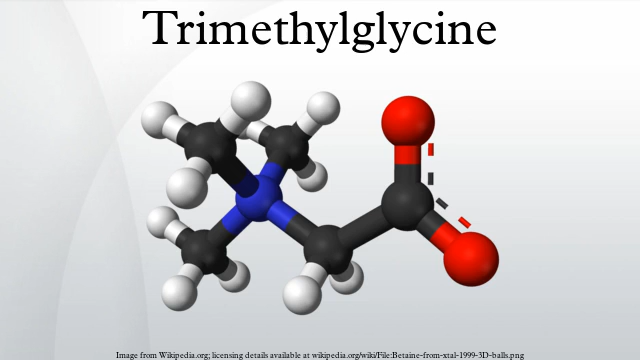 Trimethylglycine
Image from Wikipedia.org; licensing details available at wikipedia.org/wiki/File:Betaine-from-xtal-1999-3D-balls.png